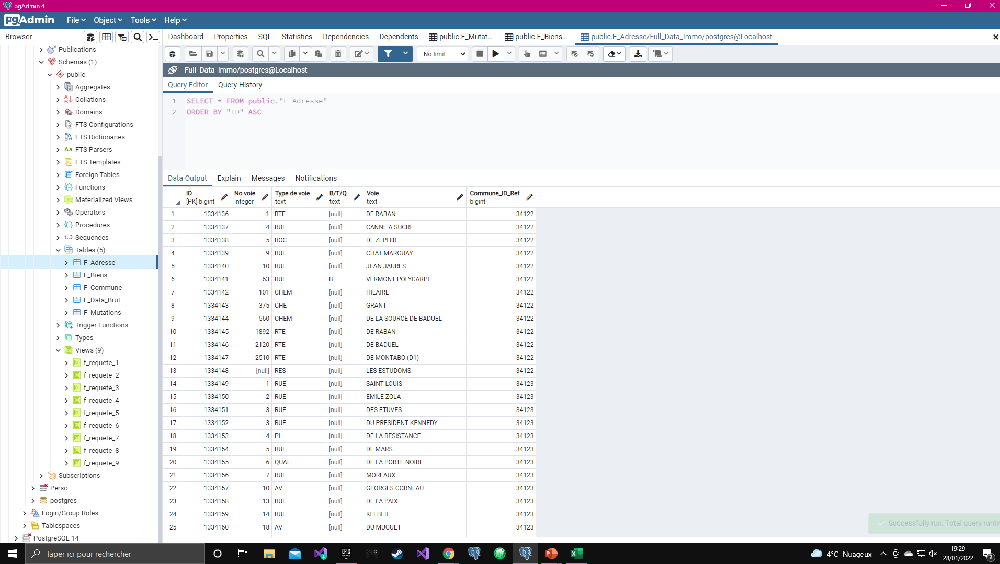 pgAdmin 4
pgAdmin File Object Tools Help
Browser
Dashboard Properties SQL Statistics Dependencies Dependents public.F_Mutat... public.F_Biens... public.F_Adresse/Full_Data_Immo/postgres@Localhost
No limit
Full_Data_Immo/postgres@Localhost
Query Editor Query History
1 SELECT * FROM public."F_Adresse"
2 ORDER BY "ID" ASC
Publications
Schemas (1)
public
Aggregates
Collations
Domains
FTS Configurations
FTS Dictionaries
Aa FTS Parsers
FTS Templates
Foreign Tables
Functions
Materialized Views
Operators
Procedures
1..3 Sequences
Tables (5)
F_Adresse
F_Biens
F_Commune
F_Data_Brut
F_Mutations
Trigger Functions
Types
Views (9)
f_requete_1
f_requete_2
f_requete_3
f_requete_4
f_requete_5
f_requete_6
f_requete_7
f_requete_8
f_requete_9
Subscriptions
Perso
postgres
Login/Group Roles
Tablespaces
PostgreSQL 14
Data Output Explain Messages Notifications
ID No voie Type de voie B/T/Q Voie Commune_ID_Ref
[PK] bigint integer text text text bigint
1 1334136 1 RTE [null] DE RABAN 34122
2 1334137 4 RUE [null] CANNE A SUCRE 34122
3 1334138 5 ROC [null] DE ZEPHIR 34122
4 1334139 9 RUE [null] CHAT MARGUAY 34122
5 1334140 10 RUE [null] JEAN JAURES 34122
6 1334141 63 RUE B VERMONT POLYCARPE 34122
7 1334142 101 CHEM [null] HILAIRE 34122
8 1334143 375 CHE [null] GRANT 34122
9 1334144 560 CHEM [null] DE LA SOURCE DE BADUEL 34122
10 1334145 1892 RTE [null] DE RABAN 34122
11 1334146 2120 RTE [null] DE BADUEL 34122
12 1334147 2510 RTE [null] DE MONTABO (D1) 34122
13 1334148 [null] RES [null] LES ESTUDOMS 34122
14 1334149 1 RUE [null] SAINT LOUIS 34123
15 1334150 2 RUE [null] EMILE ZOLA 34123
16 1334151 3 RUE [null] DES ETUVES 34123
17 1334152 3 RUE [null] DU PRESIDENT KENNEDY 34123
18 1334153 4 PL [null] DE LA RESISTANCE 34123
19 1334154 5 RUE [null] DE MARS 34123
20 1334155 6 QUAI [null] DE LA PORTE NOIRE 34123
21 1334156 7 RUE [null] MOREAUX 34123
22 1334157 10 AV [null] GEORGES CORNEAU 34123
23 1334158 13 RUE [null] DE LA PAIX 34123
24 1334159 14 RUE [null] KLEBER 34123
25 1334160 18 AV [null] DU MUGUET 34123
Successfully run. Total query runti
Taper ici pour rechercher
EPIC GAMES
4°C Nuageux
19:29
28/01/2022
2